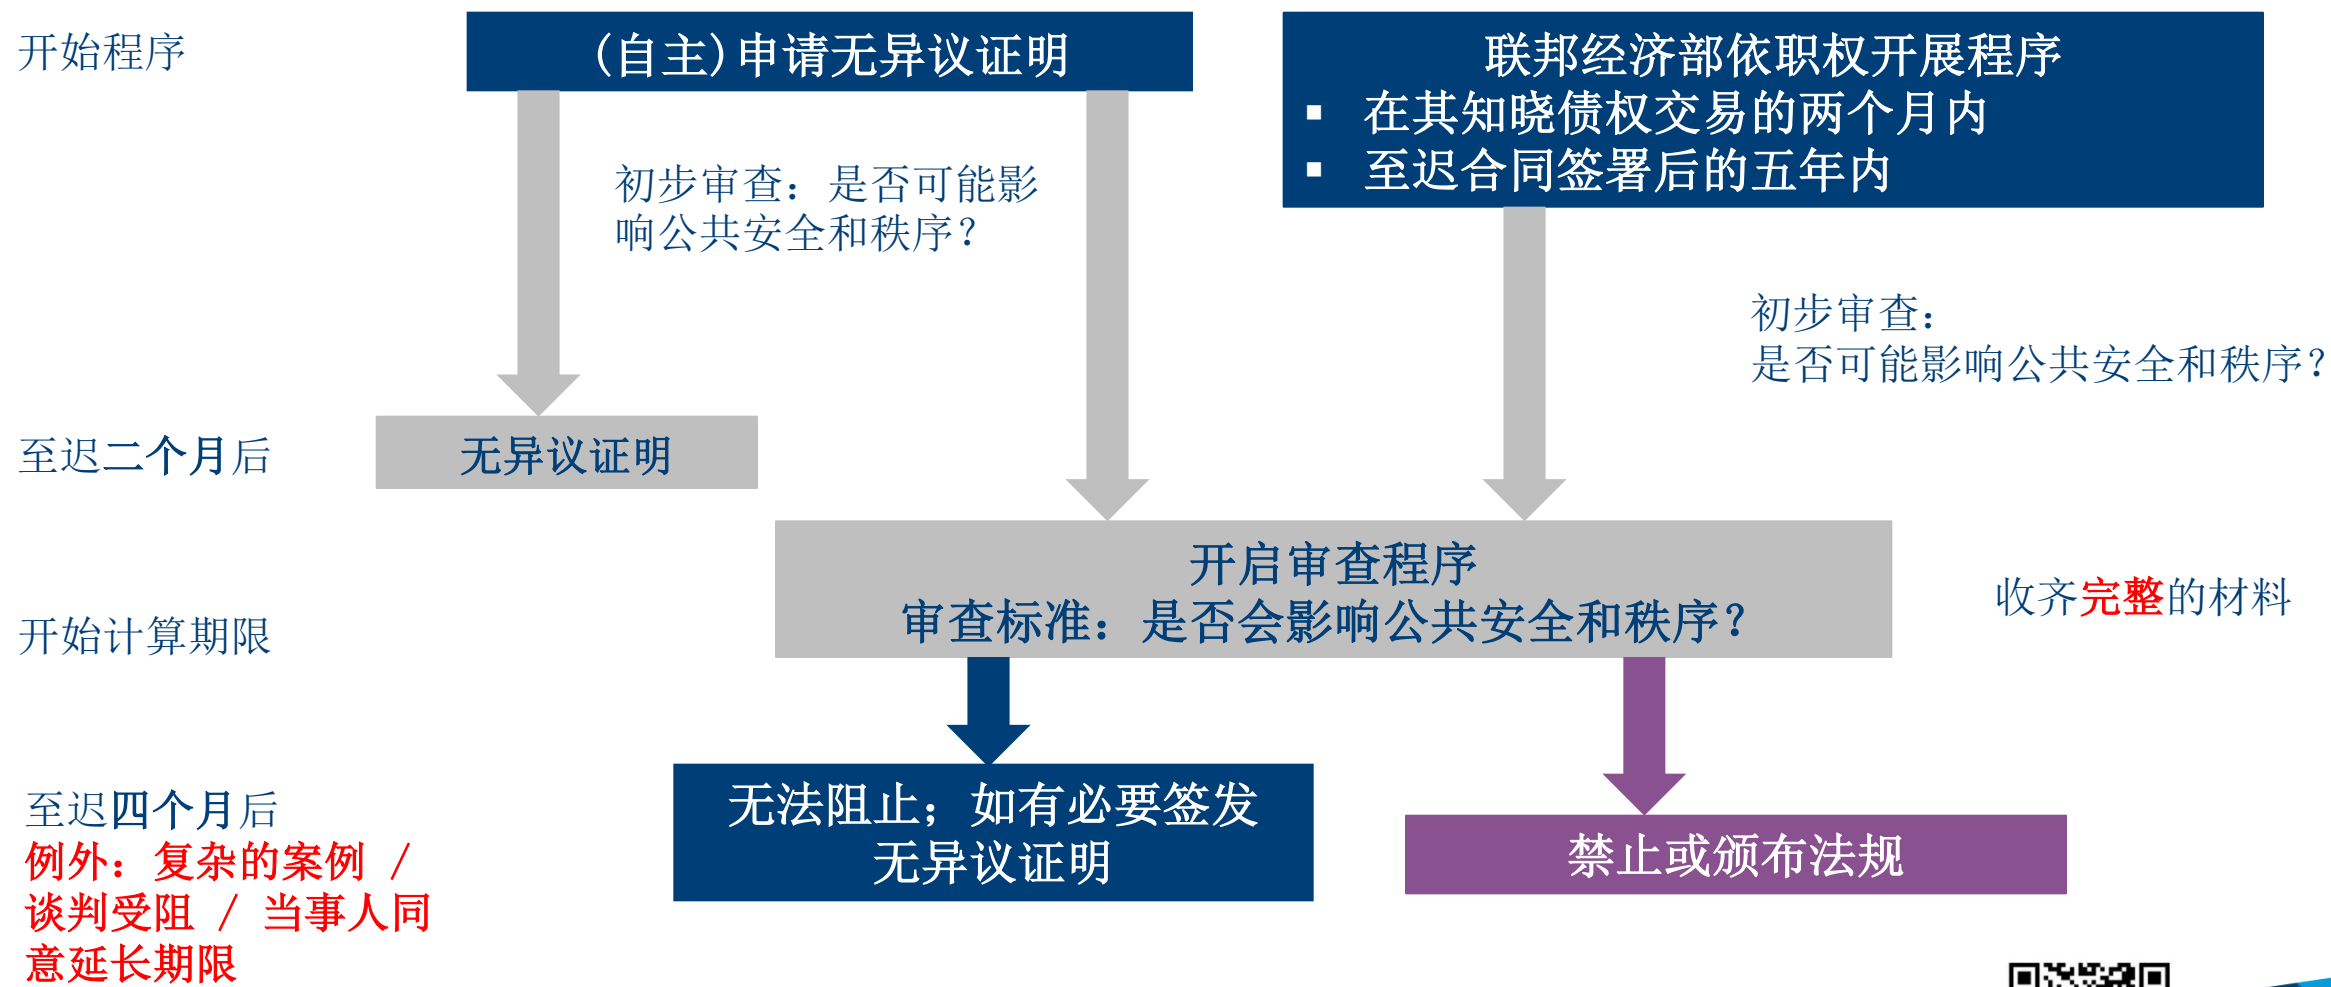 开始程序
(自主)申请无异议证明
联邦经济部依职权开展程序
▪ 在其知晓债权交易的两个月内
▪ 至迟合同签署后的五年内
初步审查：是否可能影
响公共安全和秩序？
初步审查：
是否可能影响公共安全和秩序？
至迟二个月后
无异议证明
开启审查程序
审查标准：是否会影响公共安全和秩序？
收齐完整的材料
开始计算期限
无法阻止；如有必要签发
无异议证明
禁止或颁布法规
至迟四个月后
例外：复杂的案例 /
谈判受阻 / 当事人同
意延长期限